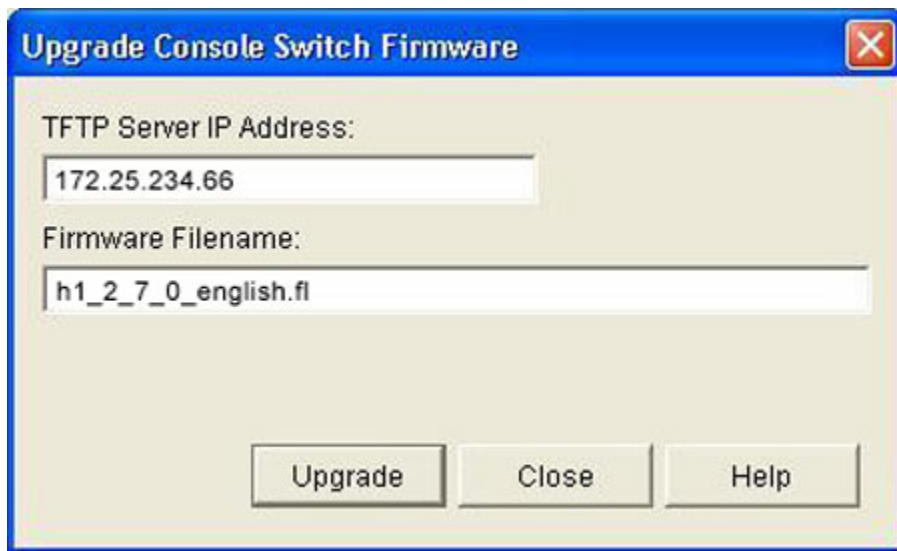 Upgrade Console Switch Firmware
TFTP Server IP Address:
172.25.234.66
Firmware Filename:
h1_2_7_0_english.fl
Upgrade Close Help